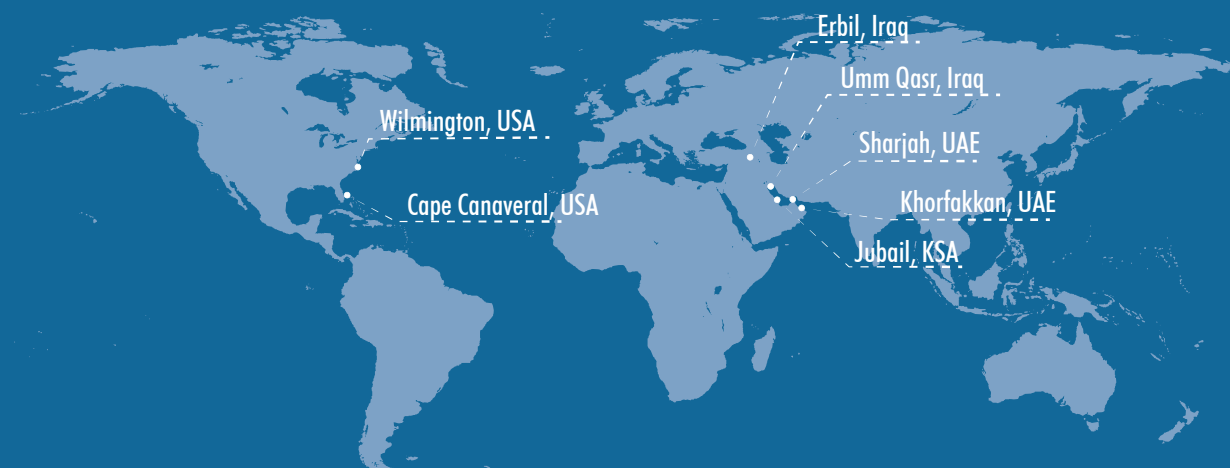 Erbil, Iraq
Umm Qasr, Iraq
Wilmington, USA
Sharjah, UAE
Cape Canaveral, USA
Khorfakkan, UAE
Jubail, KSA